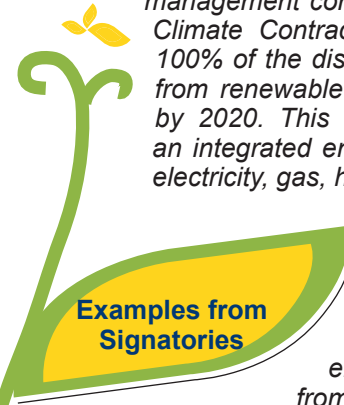 management con
Climate Contrac
100% of the dis
from renewable
by 2020. This
an integrated en
electricity, gas, h
Examples from
Signatories
e
from